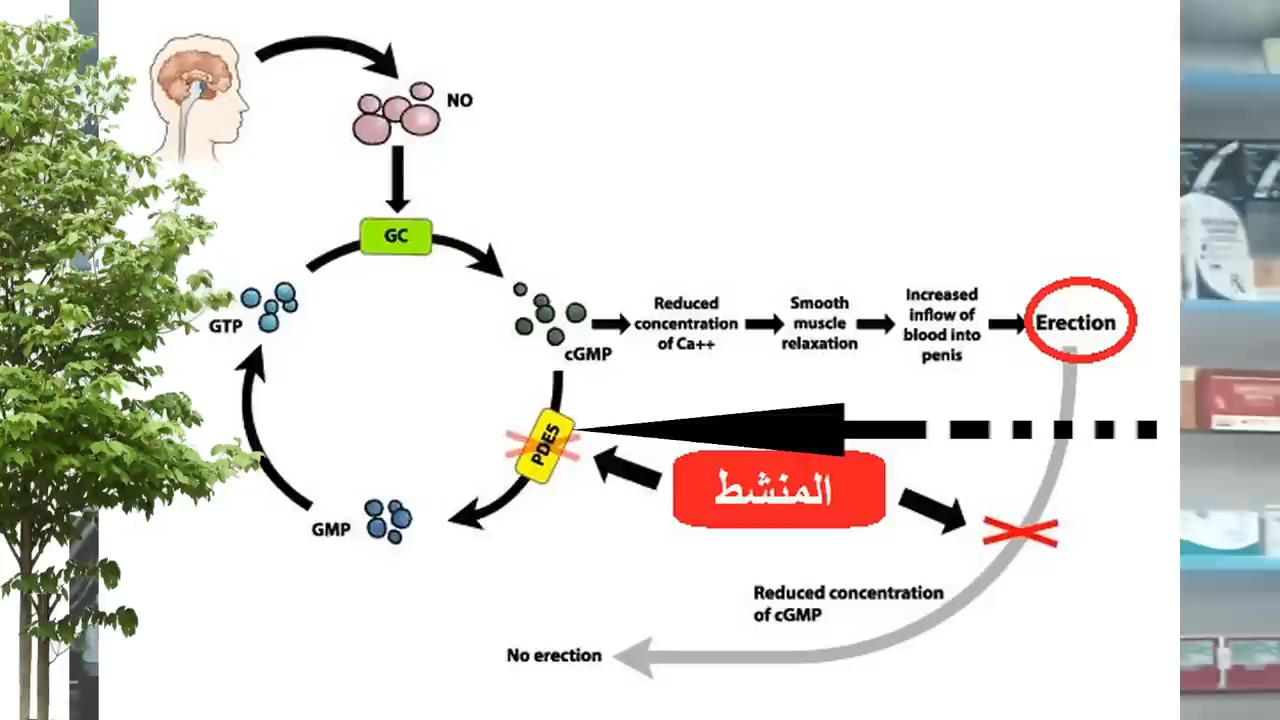 NO
GC
GTP
cGMP
Reduced
concentration
of Ca++
Smooth
muscle
relaxation
Increased
inflow of
blood into
penis
Erection
PDE5
المنشط
GMP
Reduced concentration
of cGMP
No erection